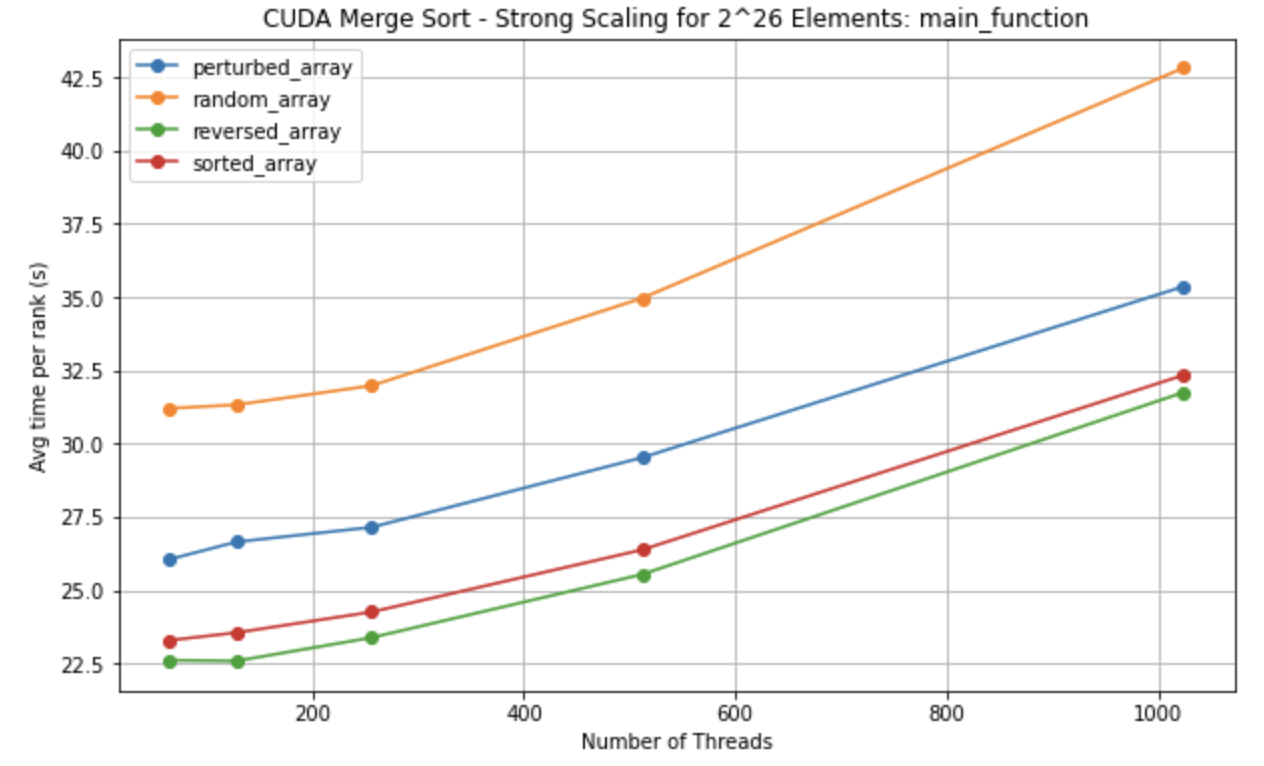 CUDA Merge Sort - Strong Scaling for 2^26 Elements: main_function
perturbed_array
random_array
reversed_array
sorted_array
Avg time per rank (s)
42.5
40.0
37.5
35.0
32.5
30.0
27.5
25.0
22.5
200 400 600 800 1000
Number of Threads